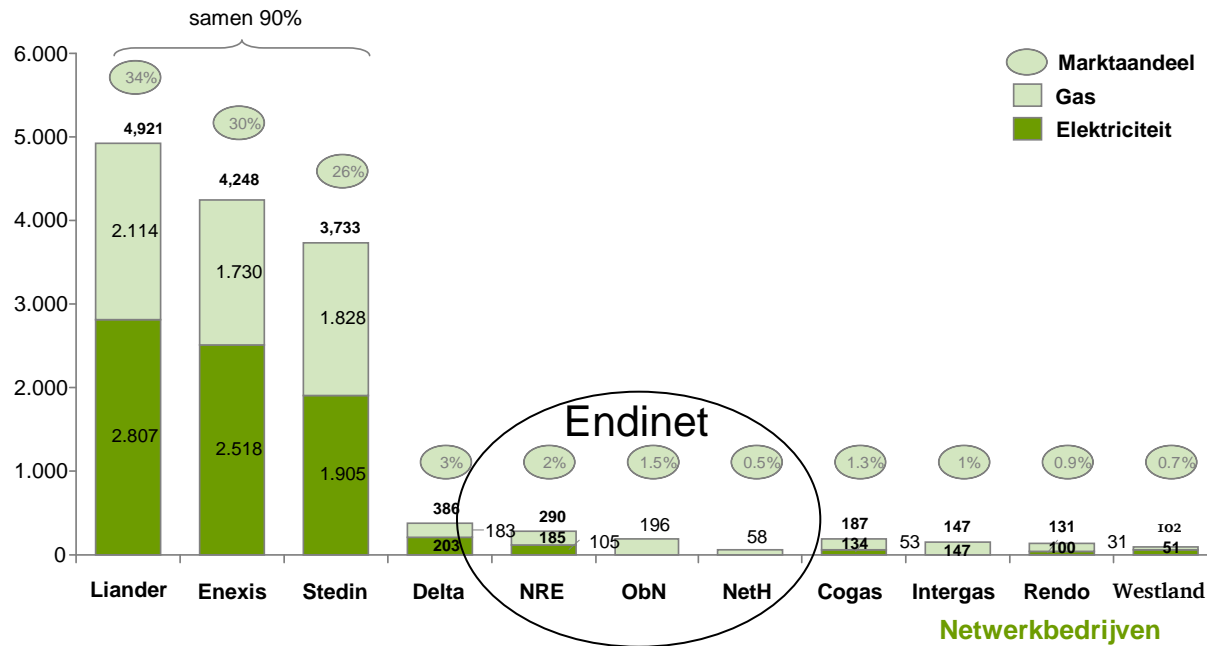 samen 90%
6.000
5.000
4.000
3.000
2.000
1.000
0
34%
30%
26%
3%
2%
1.5%
0.5%
1.3%
1%
0.9%
0.7%
4,921
4,248
3,733
386
290
196
58
187
147
131
102
2.114
1.730
1.828
183
105
53
31
2.807
2.518
1.905
203
185
134
147
100
51
Endinet
Marktaandeel
Gas
Elektriciteit
Liander
Enexis
Stedin
Delta
NRE
ObN
NetH
Cogas
Intergas
Rendo
Westland
Netwerkbedrijven